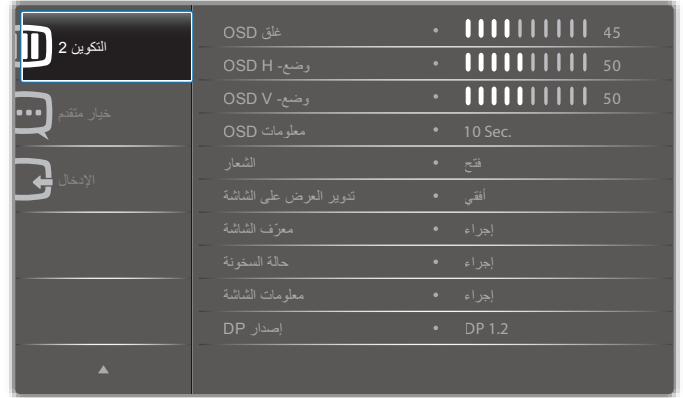 التكوين 2
خيار متقدم
الإدخال
غلق OSD • 45
وضع- OSD H • 50
وضع- OSD V • 50
معلومات OSD • 10 Sec.
الشعار • فتح
تدوير العرض على الشاشة • أفقي
معرّف الشاشة • إجراء
حالة السخونة • إجراء
معلومات الشاشة • إجراء
إصدار DP • DP 1.2